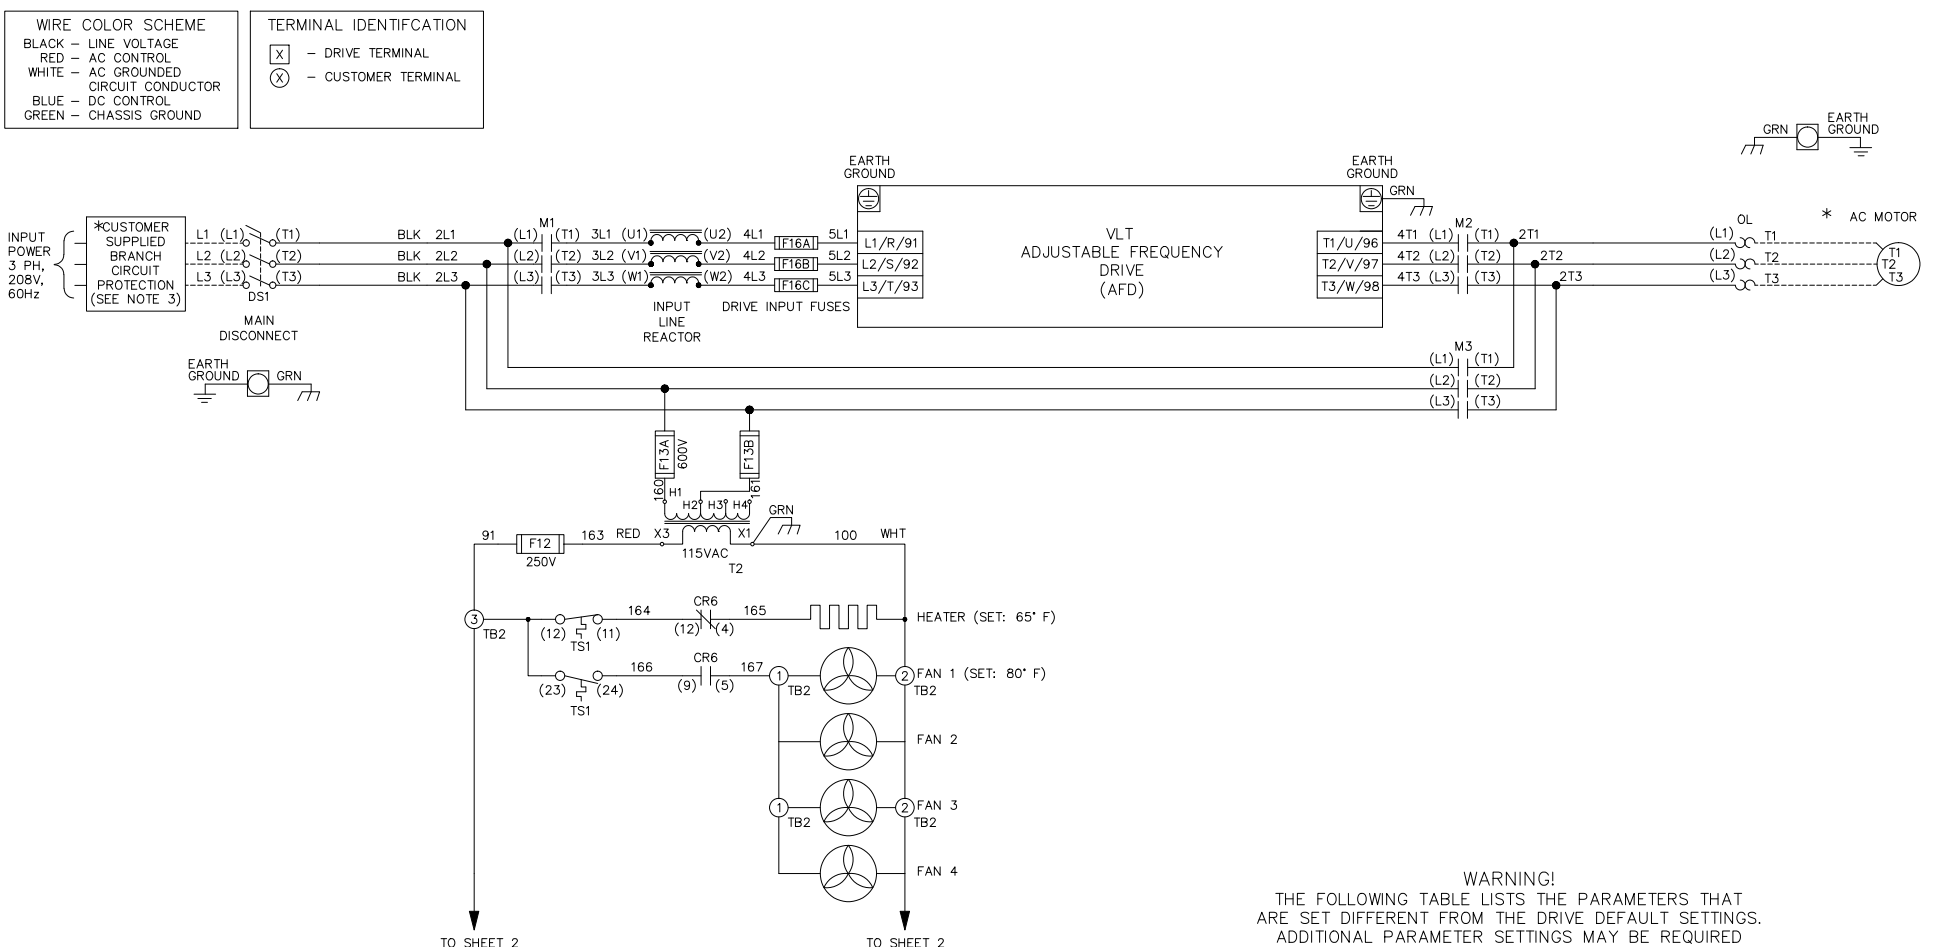 WIRE COLOR SCHEME
BLACK – LINE VOLTAGE
RED – AC CONTROL
WHITE – AC GROUNDED
CIRCUIT CONDUCTOR
BLUE – DC CONTROL
GREEN – CHASSIS GROUND
TERMINAL IDENTIFCATION
X – DRIVE TERMINAL
X – CUSTOMER TERMINAL
GRN EARTH
GROUND
EARTH
GROUND
EARTH
GROUND
GRN
INPUT
POWER
3 PH,
208V,
60Hz
*CUSTOMER
SUPPLIED
BRANCH
CIRCUIT
PROTECTION
(SEE NOTE 3)
L1 (L1) (T1) BLK 2L1 (L1) M1 (T1) 3L1 (U1) (U2) 4L1 F16A 5L1 L1/R/91
L2 (L2) (T2) BLK 2L2 (L2) (T2) 3L2 (V1) (V2) 4L2 F16B 5L2 L2/S/92
L3 (L3) (T3) BLK 2L3 (L3) (T3) 3L3 (W1) (W2) 4L3 F16C 5L3 L3/T/93
DS1
MAIN
DISCONNECT
INPUT
LINE
REACTOR
DRIVE INPUT FUSES
VLT
ADJUSTABLE FREQUENCY
DRIVE
(AFD)
T1/U/96 4T1 (L1) M2 (T1) 2T1 (L1) OL T1
T2/V/97 4T2 (L2) (T2) 2T2 (L2) T2
T3/W/98 4T3 (L3) (T3) 2T3 (L3) T3
* AC MOTOR
T1
T2
T3
EARTH
GROUND GRN
M3
(L1) (T1)
(L2) (T2)
(L3) (T3)
F13A
600V
F13B
160
161
H1
H2 H3 H4
GRN
91 F12 163 RED X3 X1 100 WHT
250V
115VAC
T2
3
TB2
(12) (11)
TS1
164
CR6
(12) (4)
165
HEATER (SET: 65° F)
(23) (24)
TS1
166
CR6
(9) (5)
167
1
TB2
2
TB2
FAN 1 (SET: 80° F)
FAN 2
1
TB2
2
TB2
FAN 3
FAN 4
TO SHEET 2
TO SHEET 2
WARNING!
THE FOLLOWING TABLE LISTS THE PARAMETERS THAT
ARE SET DIFFERENT FROM THE DRIVE DEFAULT SETTINGS.
ADDITIONAL PARAMETER SETTINGS MAY BE REQUIRED